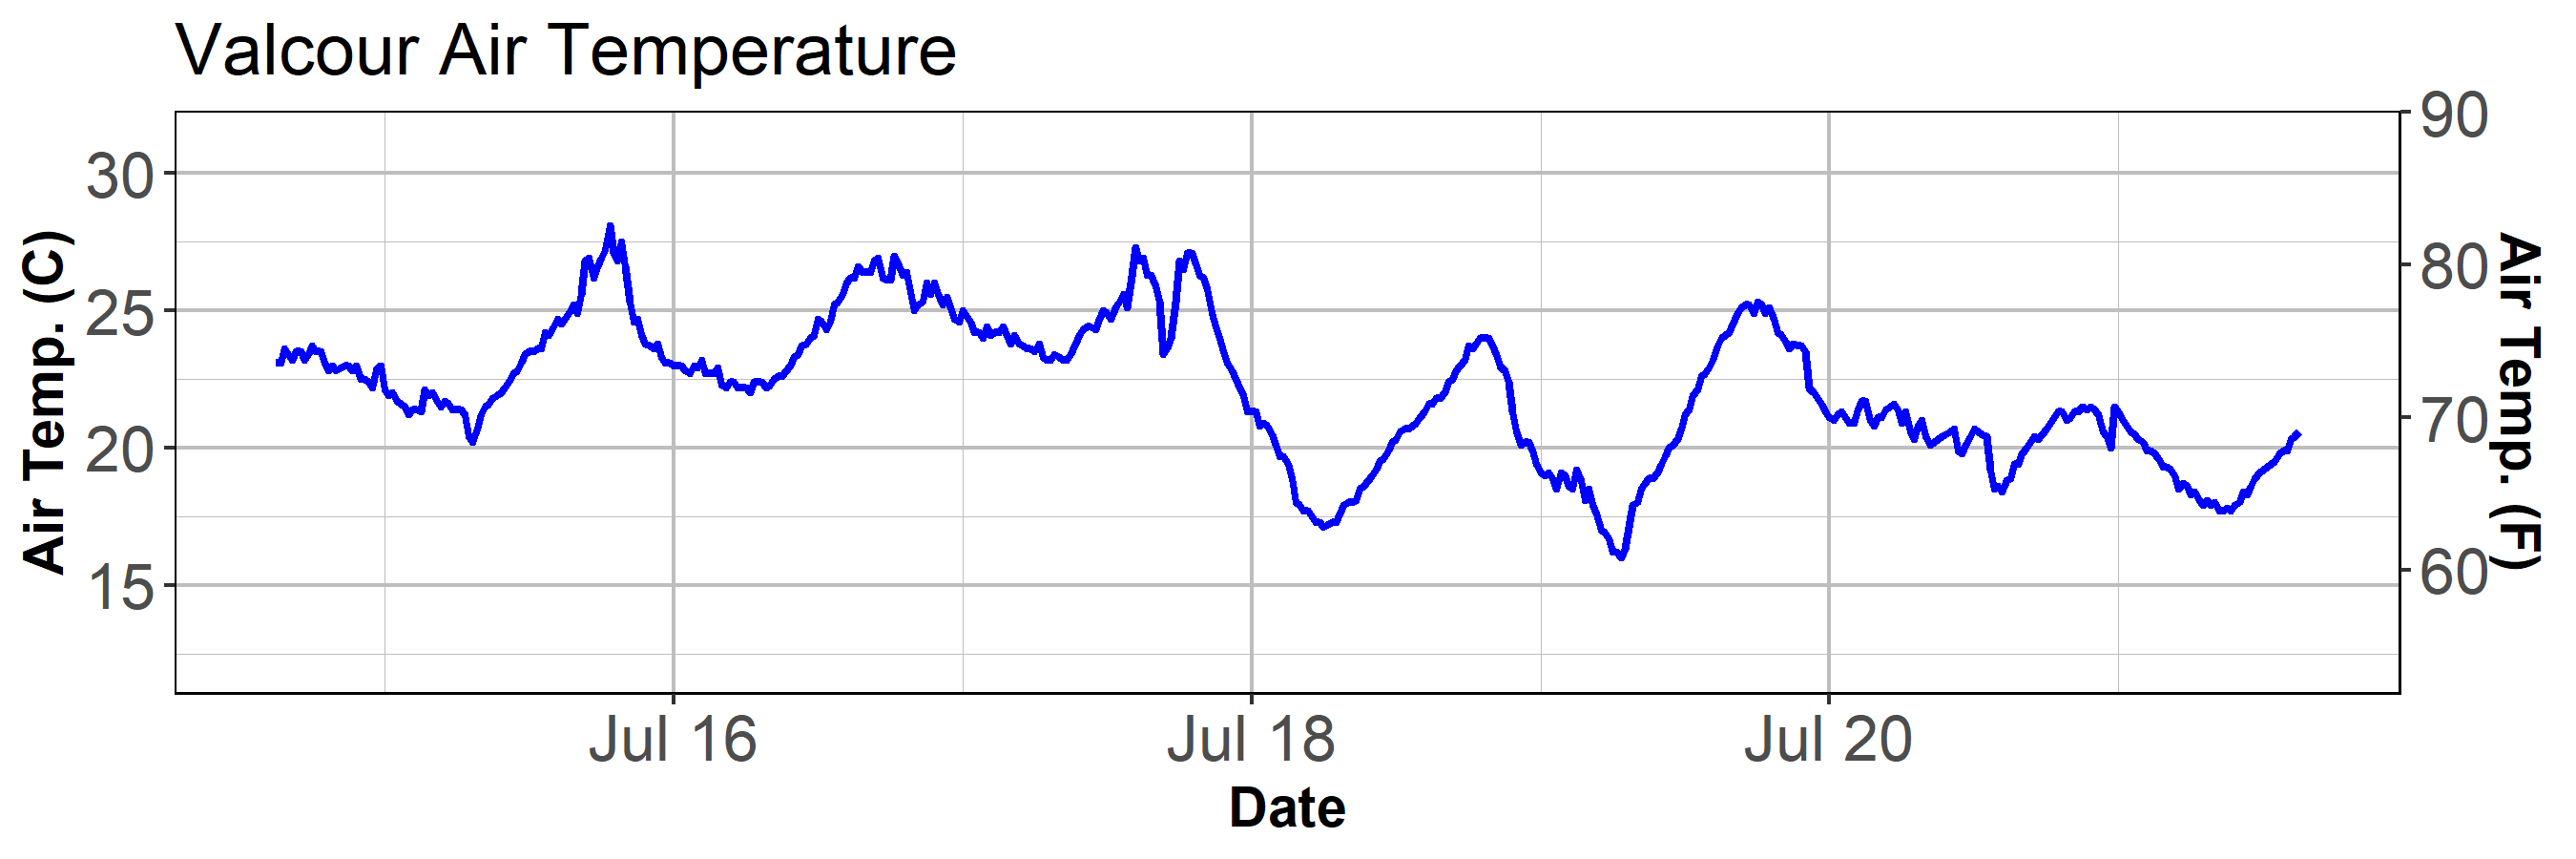 Valcour Air Temperature
Air Temp. (C)
30
25
20
15
90
80
70
60
Air Temp. (F)
Jul 16
Jul 18
Jul 20
Date